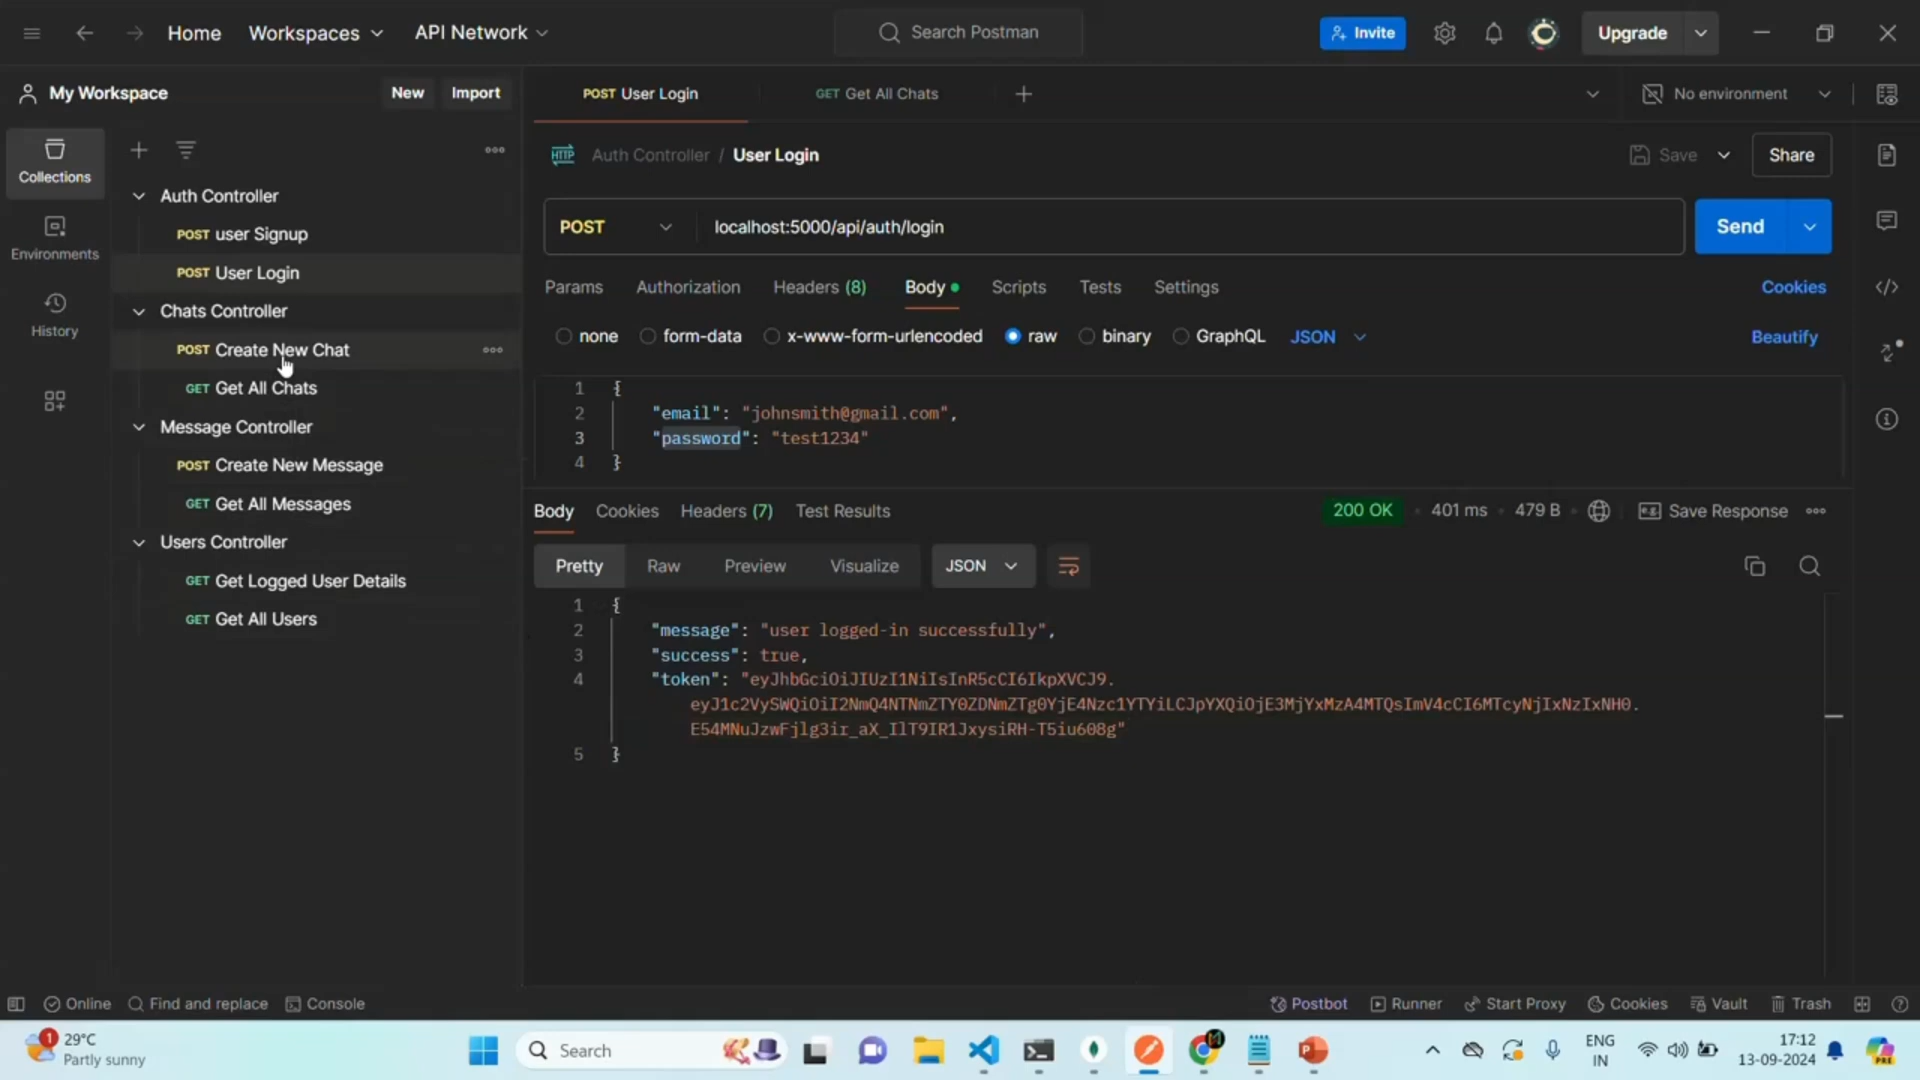 Home Workspaces API Network Search Postman Invite Upgrade
My Workspace New Import POST User Login GET Get All Chats No environment
Collections
Environments
History
Auth Controller
POST user Signup
POST User Login
Chats Controller
POST Create New Chat
GET Get All Chats
Message Controller
POST Create New Message
GET Get All Messages
Users Controller
GET Get Logged User Details
GET Get All Users
HTTP Auth Controller / User Login Save Share
POST localhost:5000/api/auth/login Send
Params Authorization Headers (8) Body Scripts Tests Settings Cookies
none form-data x-www-form-urlencoded raw binary GraphQL JSON Beautify
1 {
2 "email": "johnsmith@gmail.com",
3 "password": "test1234"
4 }
Body Cookies Headers (7) Test Results 200 OK 401 ms 479 B e.g. Save Response
Pretty Raw Preview Visualize JSON
1 {
2 "message": "user logged-in successfully",
3 "success": true,
4 "token": "eyJhbGciOiJIUzI1NiIsInR5cCI6IkpXVCJ9.
eyJ1c2VySWQiOiI2NmQ4NTNmZTY0ZDNmZTg0YjE4Nzc1YTYiLCJpYXQiOjE3MjYxMzA4MTQsImV4cCI6MTcyNjIxNzIxNH0.
E54MNuJzwFjlg3ir_aX_IlT9IR1JxysiRH-T5iu608g"
5 }
Online Find and replace Console Postbot Runner Start Proxy Cookies Vault Trash
1 29°C
Partly sunny
Search
ENG
IN
17:12
13-09-2024
PRE